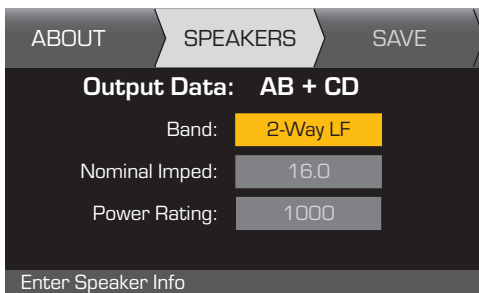 ABOUT SPEAKERS SAVE
Output Data: AB + CD
Band: 2-Way LF
Nominal Imped: 16.0
Power Rating: 1000
Enter Speaker Info